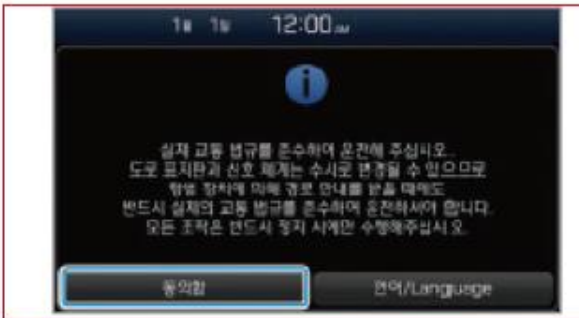 1월 1일 12:00 AM
실제 교통 법규를 준수하여 운전해 주십시오.
도로 표지판과 신호 체계는 수시로 변경될 수 있으므로
항법 장치에 의해 경로 안내를 받을 때에도
반드시 실제의 교통 법규를 준수하여 운전하셔야 합니다.
모든 조작은 반드시 정지 시에만 수행해주십시오.
동의함
언어/Language